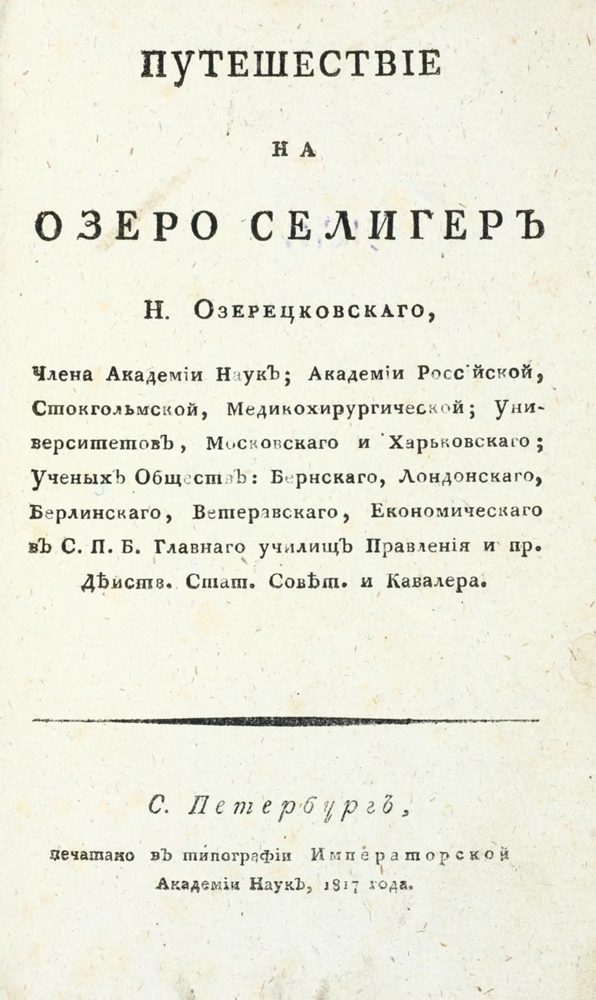 ПУТЕШЕСТВІЕ
НА
ОЗЕРО СЕЛИГЕРЪ
Н. ОЗЕРЕЦКОВСКАГО,
Члена Академіи Наукъ; Академіи Россійской,
Стокгольмской, Медикохирургической; Уни-
верситетовъ, Московскаго и Харьковскаго;
Ученыхъ Обществъ: Бернскаго, Лондонскаго,
Берлинскаго, Ветеравскаго, Економическаго
въ С. П. Б. Главнаго училищъ Правленія и пр.
Дѣйств. Стат. Совѣт. и Кавалера.
С. Петербургъ,
печатано въ типографіи Императорской
Академіи Наукъ, 1817 года.